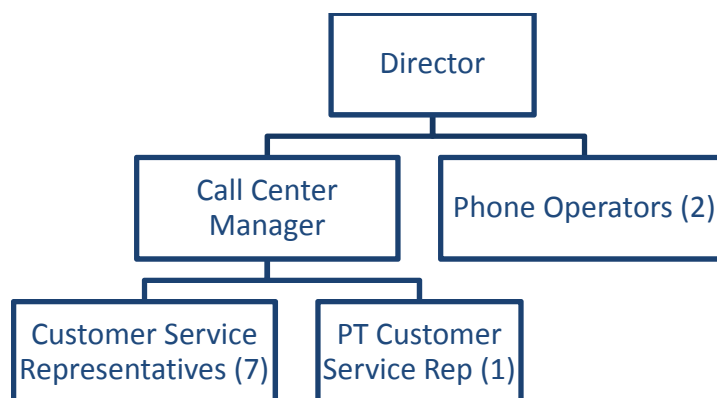 Director
Call Center
Manager
Phone Operators (2)
Customer Service
Representatives (7)
PT Customer
Service Rep (1)